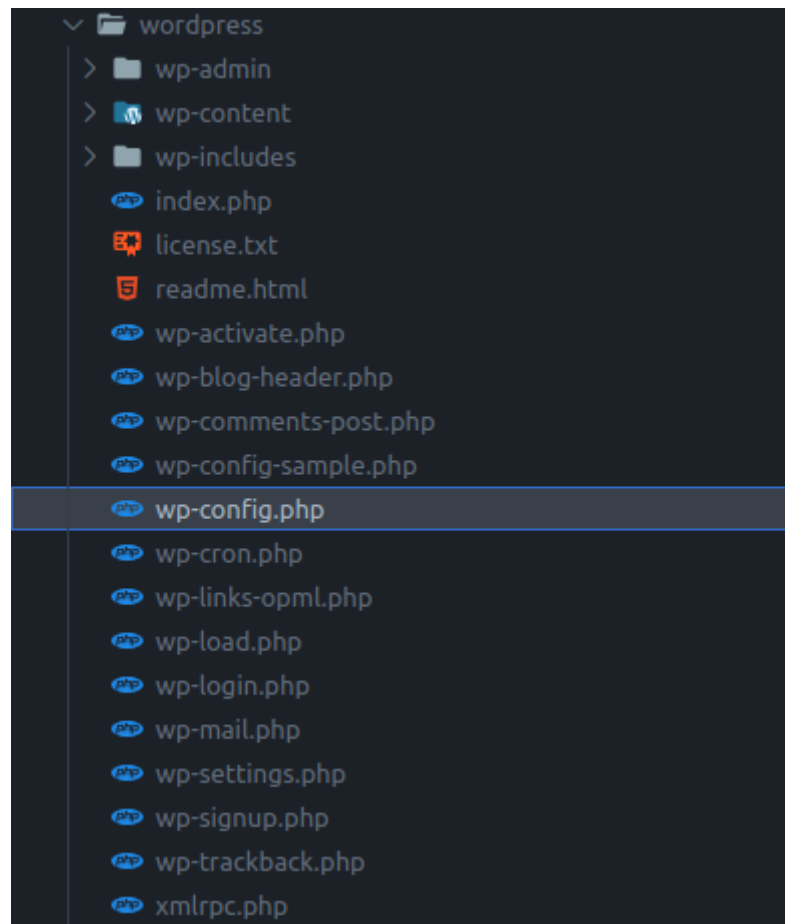 wordpress
wp-admin
wp-content
wp-includes
index.php
license.txt
readme.html
wp-activate.php
wp-blog-header.php
wp-comments-post.php
wp-config-sample.php
wp-config.php
wp-cron.php
wp-links-opml.php
wp-load.php
wp-login.php
wp-mail.php
wp-settings.php
wp-signup.php
wp-trackback.php
xmlrpc.php